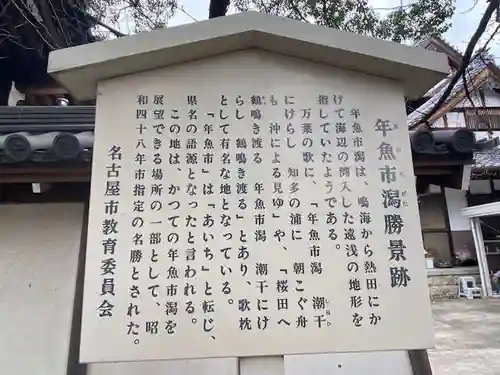 年魚市潟勝景跡
あゆちがた
年魚市潟は、鳴海から熱田にか
けて海辺の湾入した遠浅の地形を
指していたようである。
万葉の歌に、「年魚市潟 潮干
にけらし 知多の浦に 朝こぐ舟
も 沖による見ゆ」や、「桜田へ
鶴鳴き渡る 年魚市潟 潮干にけ
らし 鶴鳴き渡る」とあり、歌枕
として有名な地となっている。
「年魚市」は「あいち」と転じ、
県名の語源となったと言われる。
この地は、かつての年魚市潟を
展望できる場所の一部として、昭
和四十八年市指定の名勝とされた。
名古屋市教育委員会